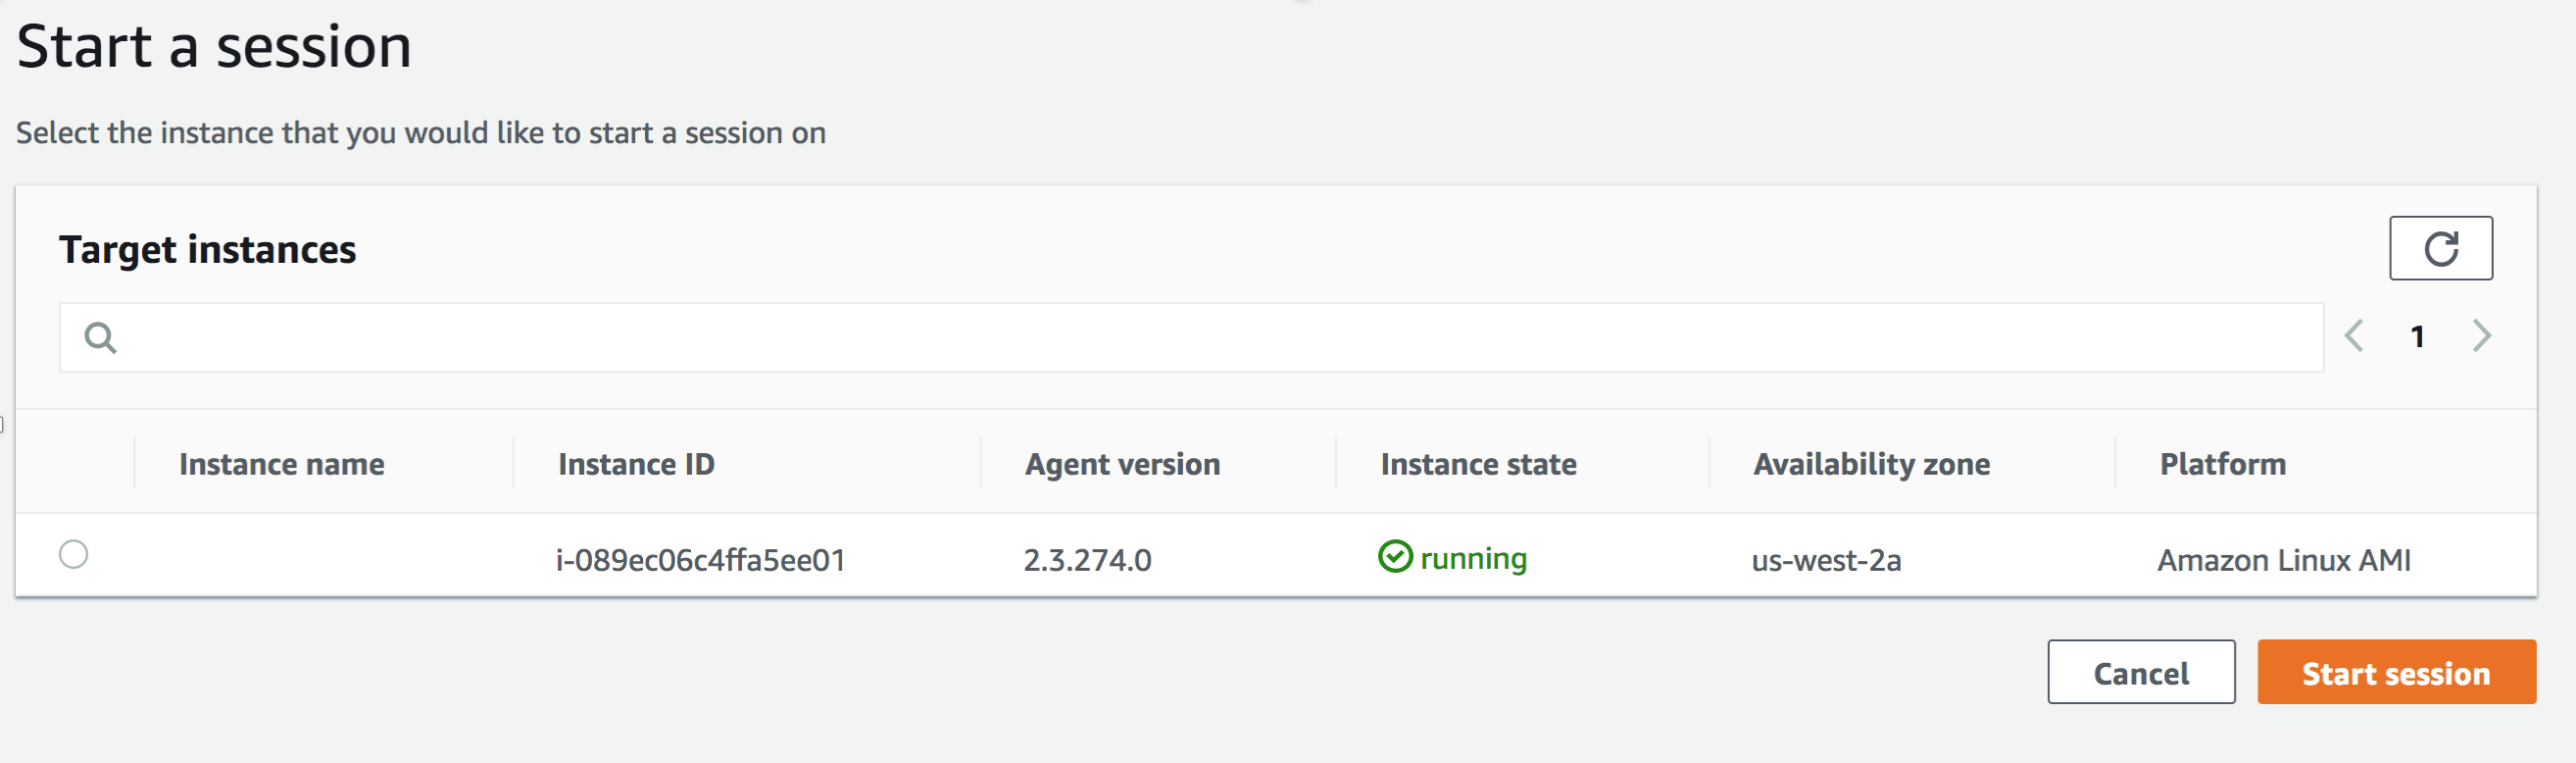 Start a session
Select the instance that you would like to start a session on
Target instances
1
Instance name Instance ID Agent version Instance state Availability zone Platform
i-089ec06c4ffa5ee01 2.3.274.0 running us-west-2a Amazon Linux AMI
Cancel Start session